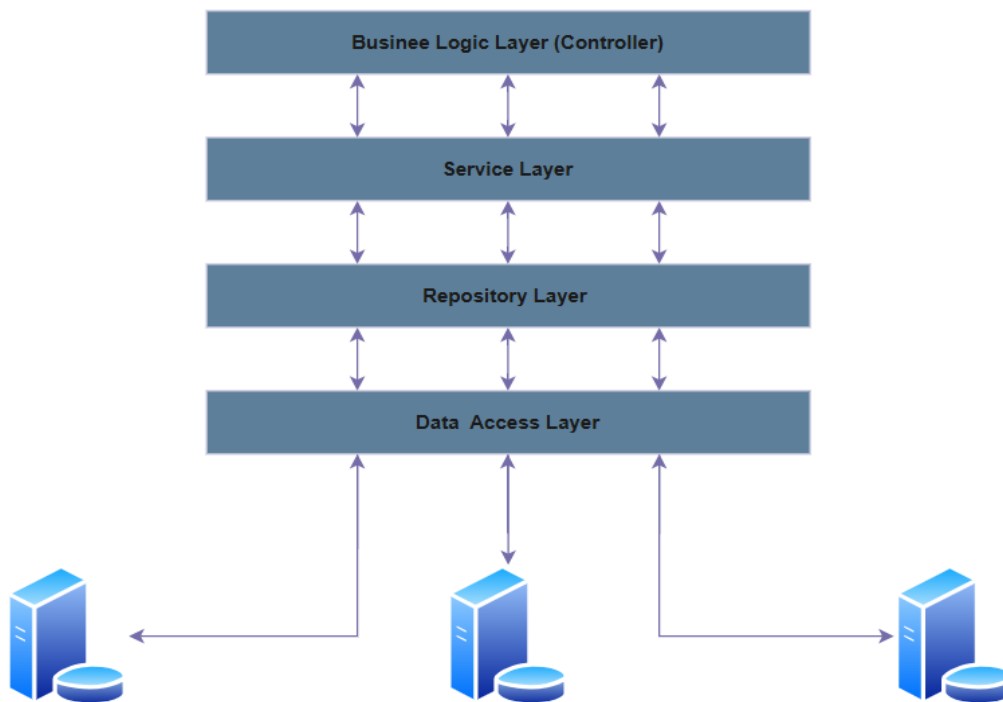 Businee Logic Layer (Controller)
Service Layer
Repository Layer
Data  Access Layer